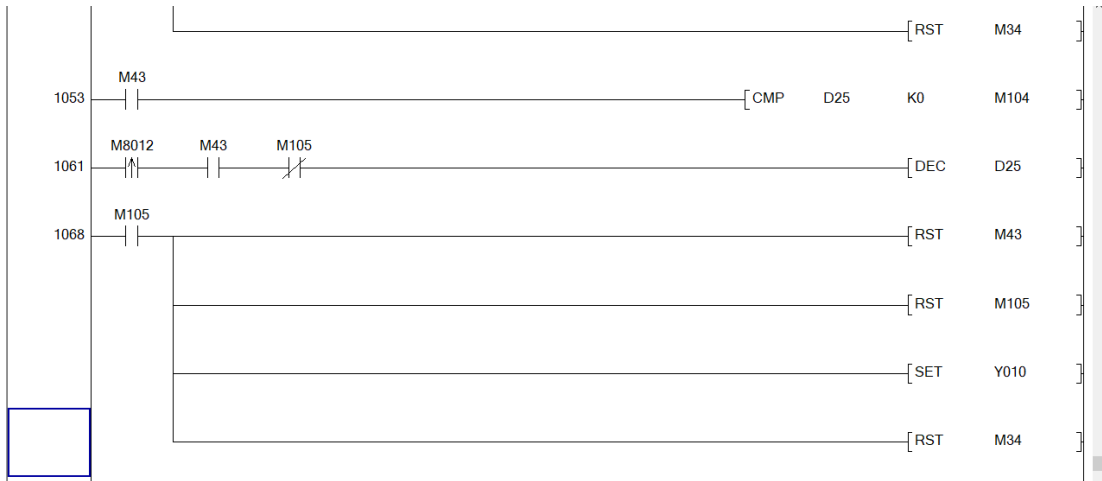 [ RST M34 ]
M43
1053 [ CMP D25 K0 M104 ]
M8012 M43 M105
1061 [ DEC D25 ]
M105
1068 [ RST M43 ]
[ RST M105 ]
[ SET Y010 ]
[ RST M34 ]